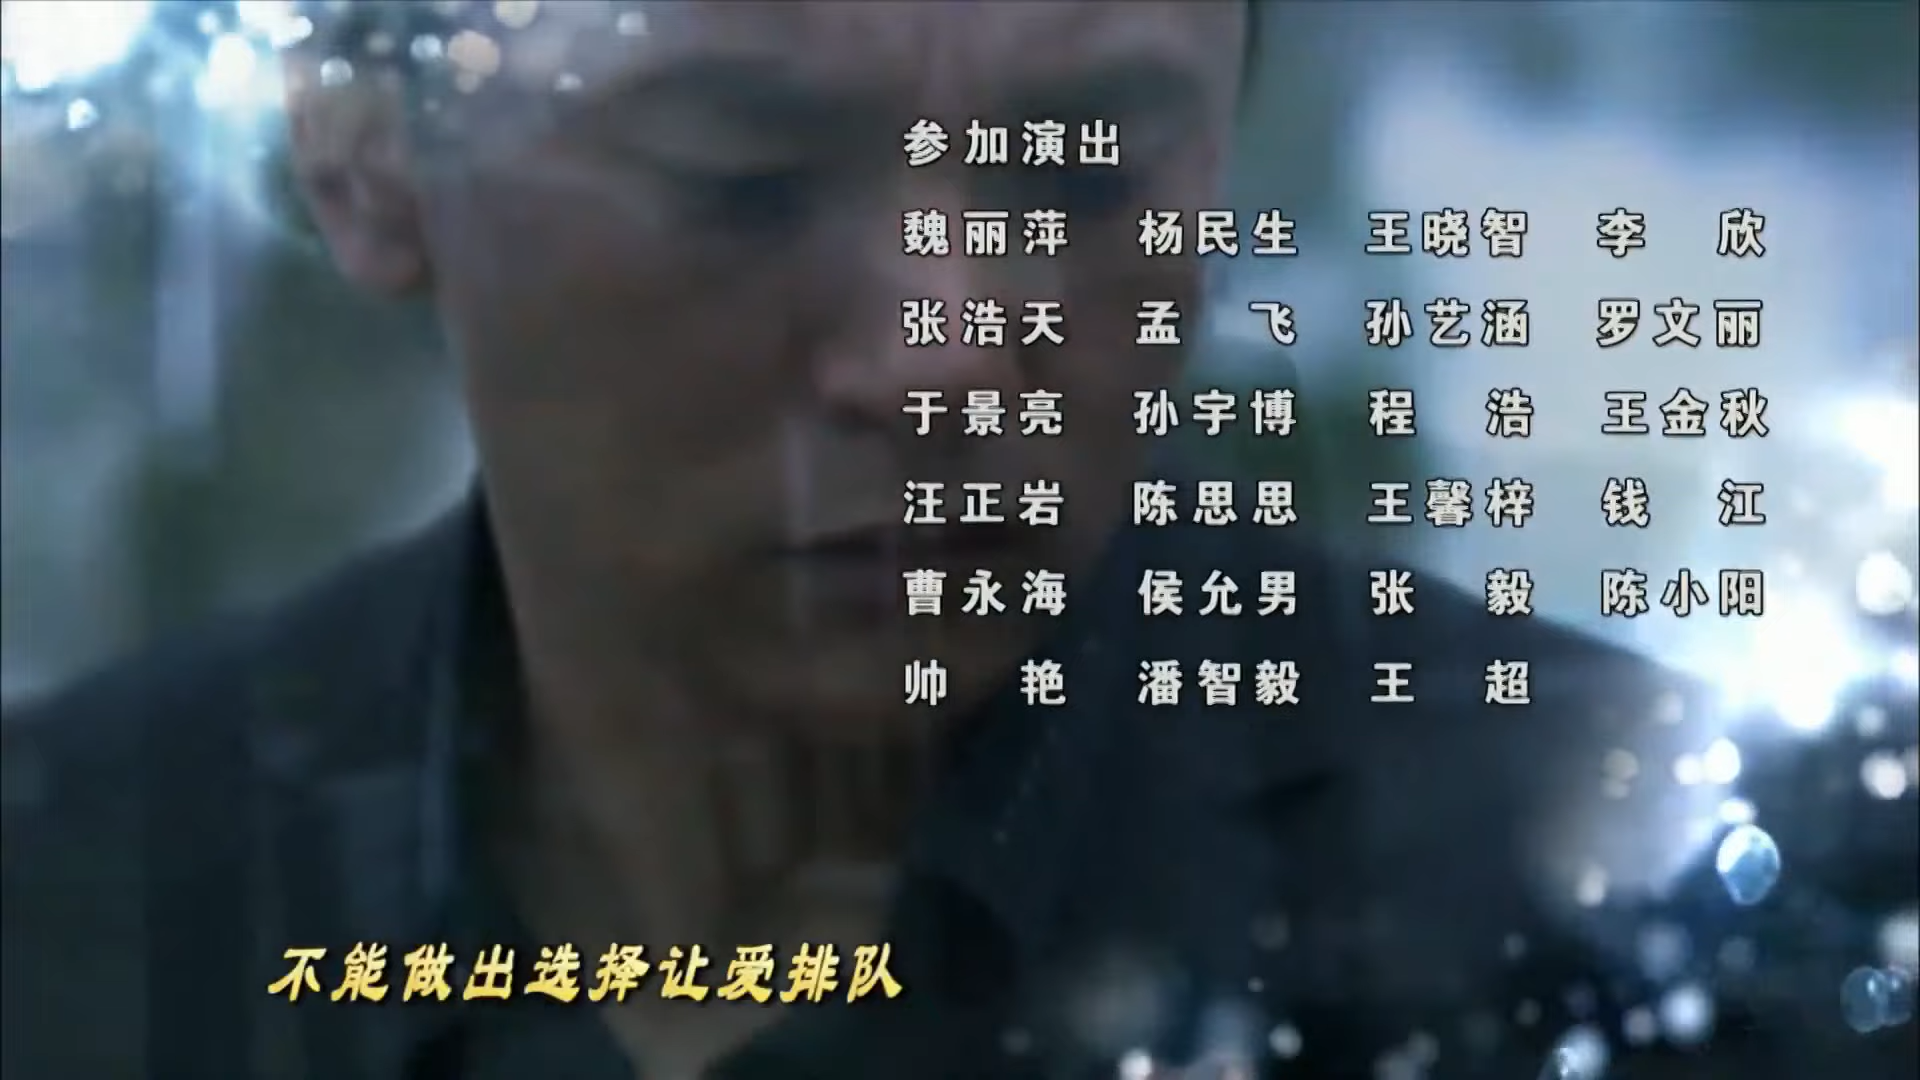 参加演出
魏丽萍 杨民生 王晓智 李欣
张浩天 孟飞 孙艺涵 罗文丽
于景亮 孙宇博 程浩 王金秋
汪正岩 陈思思 王馨梓 钱江
曹永海 侯允男 张毅 陈小阳
帅艳 潘智毅 王超
不能做出选择让爱排队